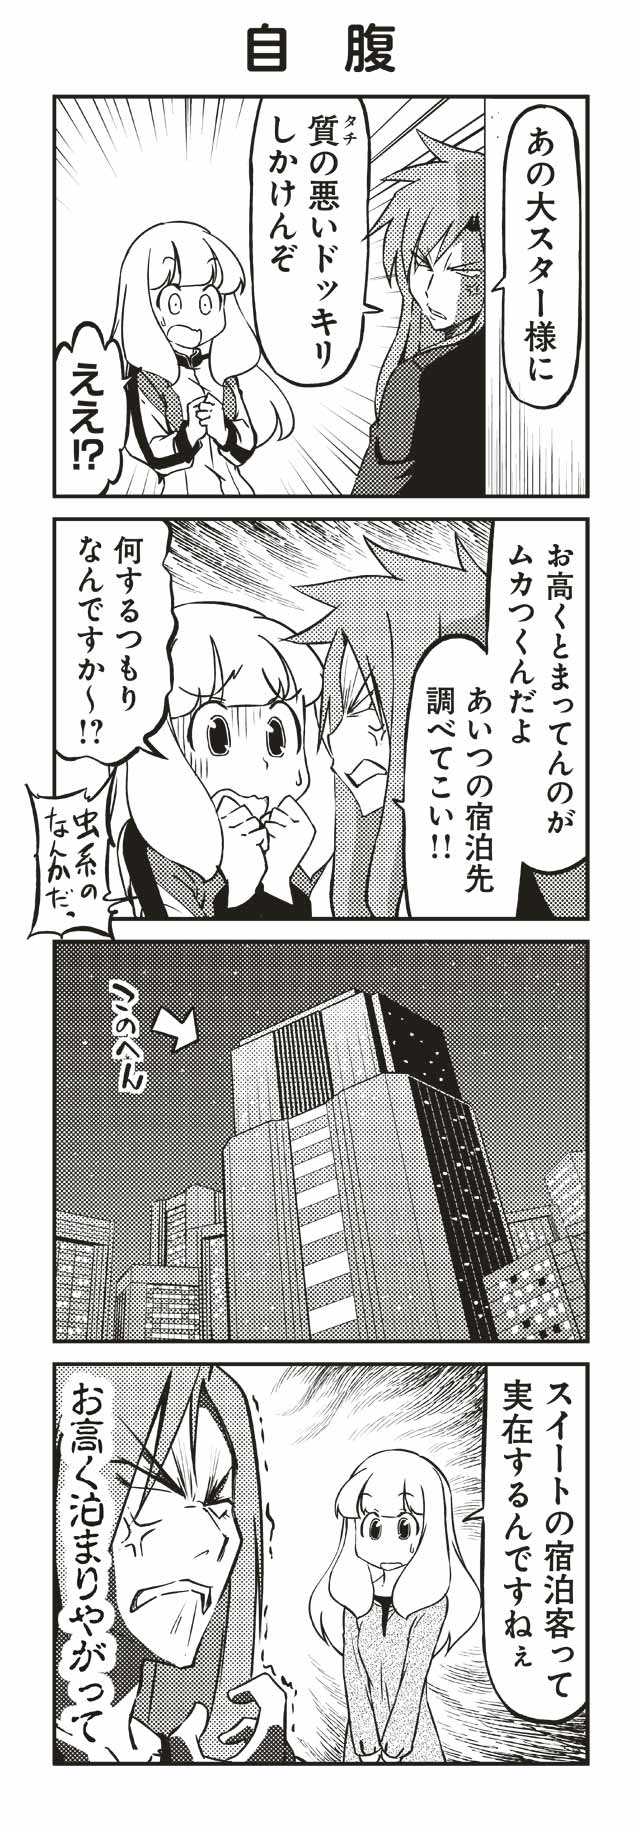 自腹
あの大スター様に
質の悪いドッキリ
タチ
しかけんぞ
ええ!?
お高くとまってんのが
ムカつくんだよ
あいつの宿泊先
調べてこい!!
何するつもり
なんですか〜!?
虫系の
なんかだ。
このへん
スイートの宿泊客って
実在するんですねぇ
お高く泊まりやがって